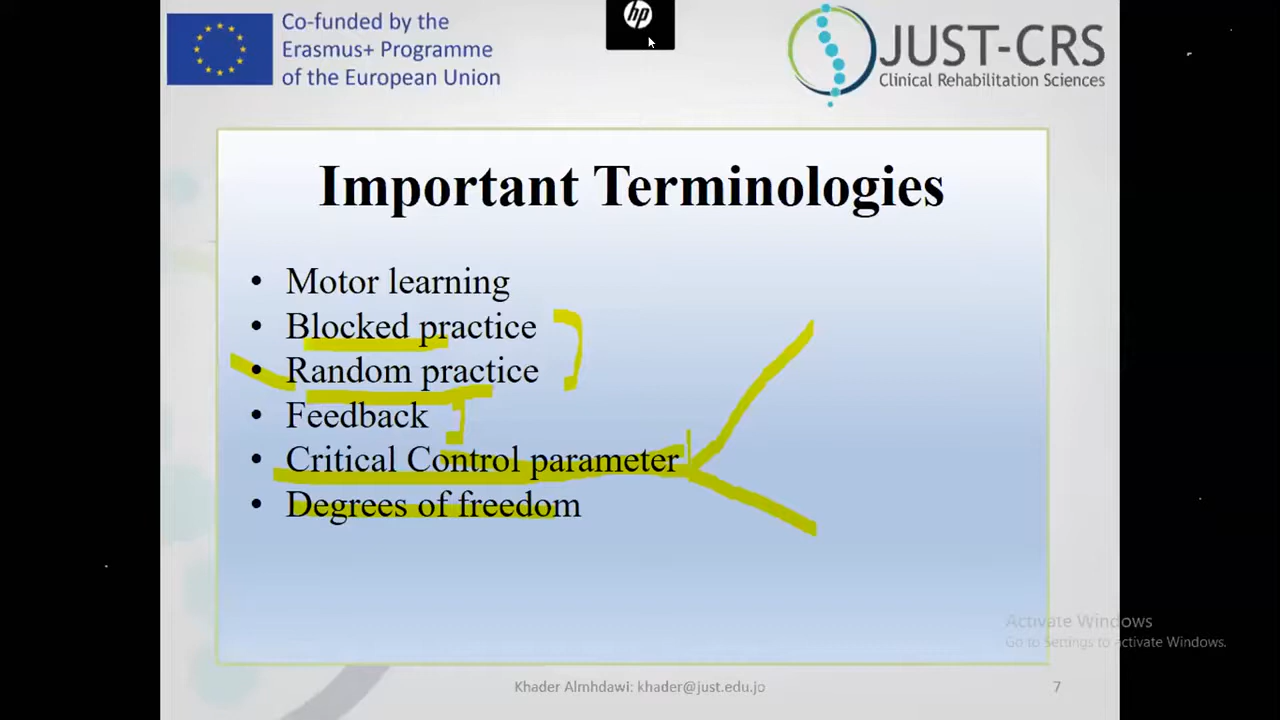 Co-funded by the
Erasmus+ Programme
of the European Union
hp
JUST-CRS
Clinical Rehabilitation Sciences
Important Terminologies
• Motor learning
• Blocked practice
• Random practice
• Feedback
• Critical Control parameter
• Degrees of freedom
Activate Windows
Go to Settings to activate Windows.
Khader Almhdawi: khader@just.edu.jo
7